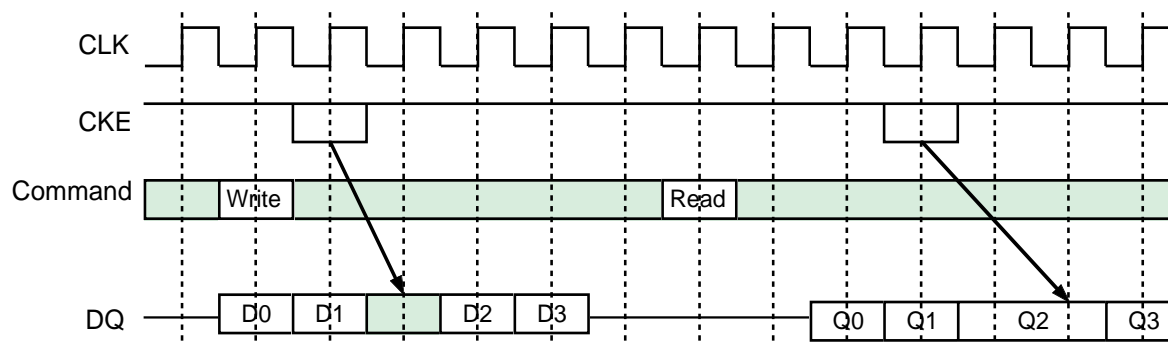 CLK
CKE
Command Write Read
DQ D0 D1 D2 D3 Q0 Q1 Q2 Q3